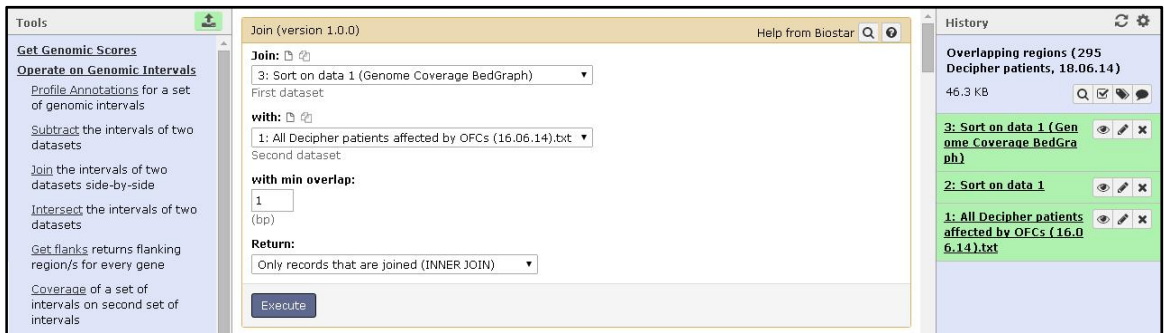 Tools
Get Genomic Scores
Operate on Genomic Intervals
Profile Annotations for a set
of genomic intervals
Subtract the intervals of two
datasets
Join the intervals of two
datasets side-by-side
Intersect the intervals of two
datasets
Get flanks returns flanking
region/s for every gene
Coverage of a set of
intervals on second set of
intervals
Join (version 1.0.0)
Help from Biostar
Join:
3: Sort on data 1 (Genome Coverage BedGraph)
First dataset
with:
1: All Decipher patients affected by OFCs (16.06.14).txt
Second dataset
with min overlap:
1
(bp)
Return:
Only records that are joined (INNER JOIN)
Execute
History
Overlapping regions (295
Decipher patients, 18.06.14)
46.3 KB
3: Sort on data 1 (Gen
ome Coverage BedGra
ph)
2: Sort on data 1
1: All Decipher patients
affected by OFCs (16.0
6.14).txt